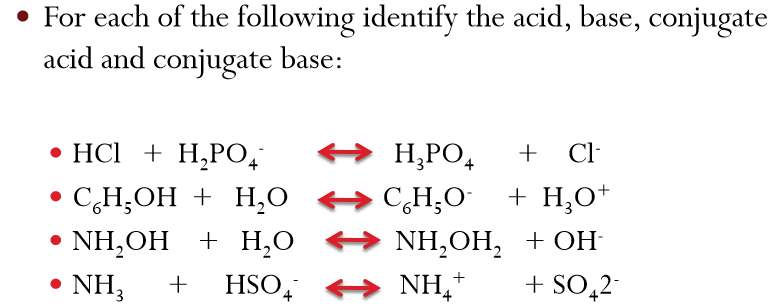 • For each of the following identify the acid, base, conjugate
acid and conjugate base:
• HCl + H₂PO₄⁻ ↔ H₃PO₄ + Cl⁻
• C₆H₅OH + H₂O ↔ C₆H₅O⁻ + H₃O⁺
• NH₂OH + H₂O ↔ NH₂OH₂ + OH⁻
• NH₃ + HSO₄⁻ ↔ NH₄⁺ + SO₄2⁻